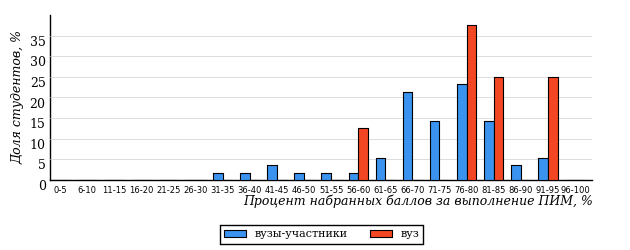 Доля студентов, %
35
30
25
20
15
10
5
0
0-5 6-10 11-15 16-20 21-25 26-30 31-35 36-40 41-45 46-50 51-55 56-60 61-65 66-70 71-75 76-80 81-85 86-90 91-95 96-100
Процент набранных баллов за выполнение ПИМ, %
вузы-участники вуз